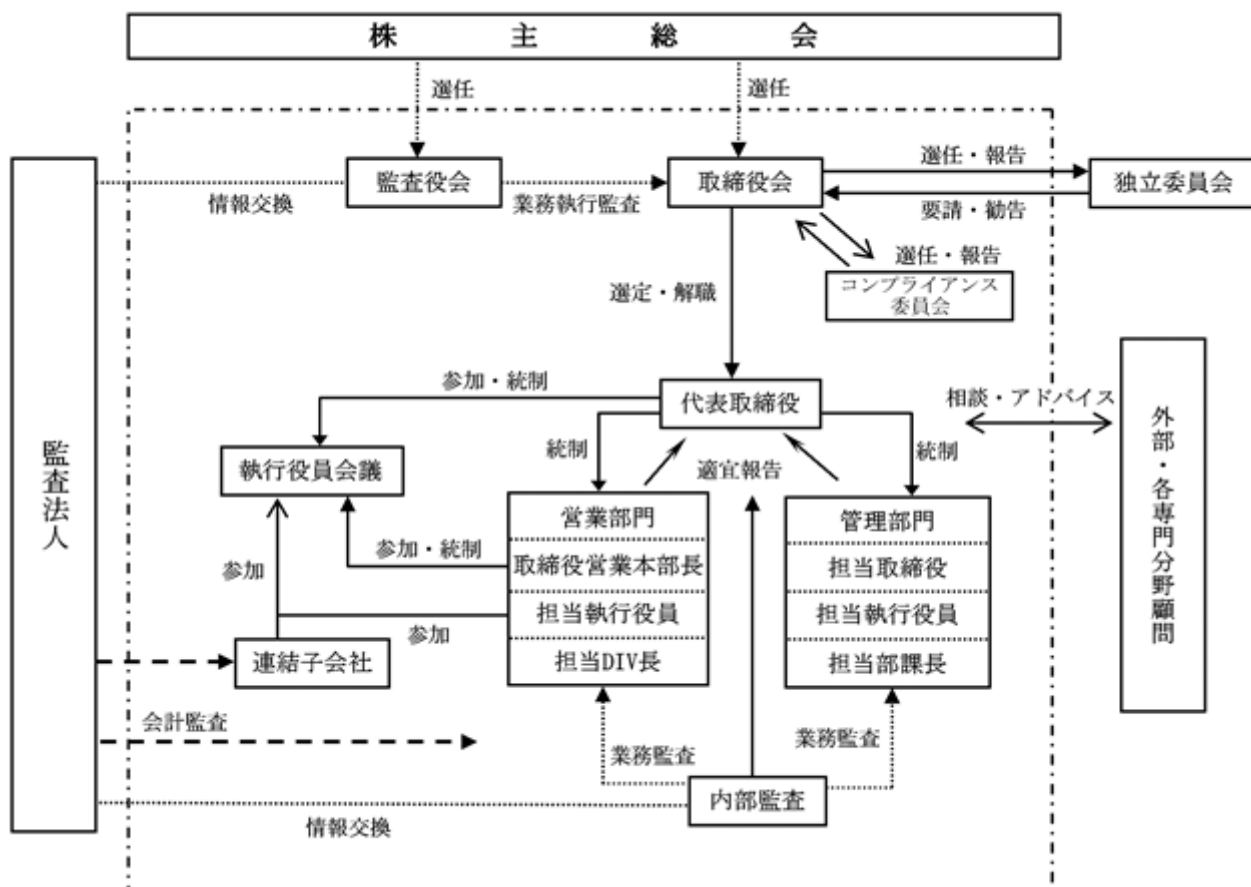 株主総会
選任
選任
監査役会
取締役会
選任・報告
独立委員会
情報交換
業務執行監査
要請・勧告
選任・報告
コンプライアンス
委員会
選定・解職
参加・統制
代表取締役
相談・アドバイス
外部・各専門分野顧問
監査法人
執行役員会議
統制
適宜報告
統制
営業部門
取締役営業本部長
担当執行役員
担当DIV長
管理部門
担当取締役
担当執行役員
担当部課長
参加・統制
参加
参加
連結子会社
会計監査
業務監査
業務監査
内部監査
情報交換